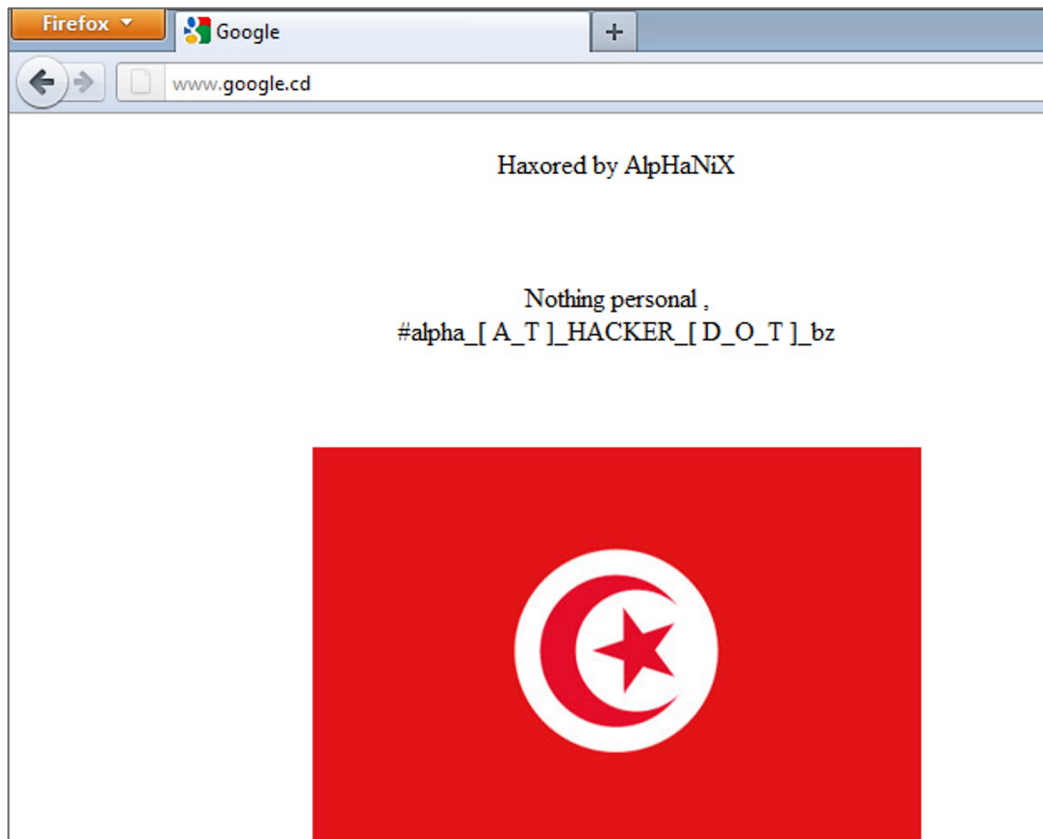 Firefox
Google
www.google.cd
Haxored by AlpHaNiX
Nothing personal ,
#alpha_[ A_T ]_HACKER_[ D_O_T ]_bz